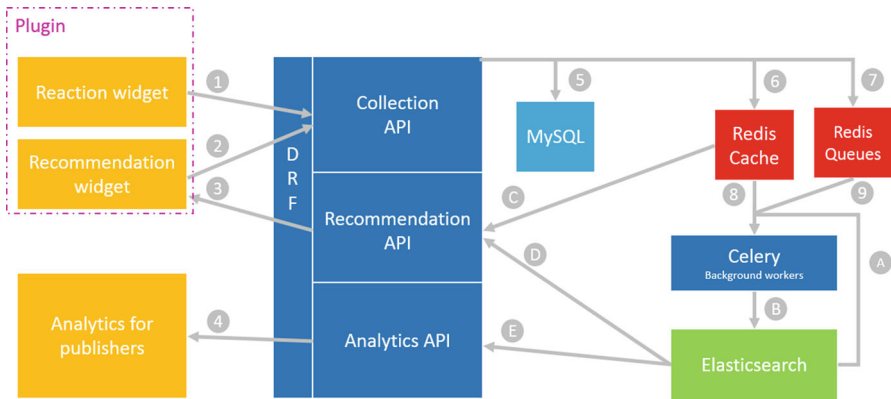 Plugin
Reaction widget
Recommendation
widget
Analytics for
publishers
1
2
3
4
D
R
F
Collection
API
Recommendation
API
Analytics API
5
6
7
MySQL
Redis
Cache
Redis
Queues
C
8
9
D
Celery
Background workers
A
B
E
Elasticsearch